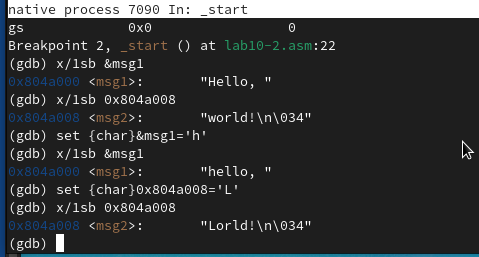 native process 7090 In: _start
gs             0x0                 0
Breakpoint 2, _start () at lab10-2.asm:22
(gdb) x/1sb &msg1
0x804a000 <msg1>:       "Hello, "
(gdb) x/1sb 0x804a008
0x804a008 <msg2>:       "world!\n\034"
(gdb) set {char}&msg1='h'
(gdb) x/1sb &msg1
0x804a000 <msg1>:       "hello, "
(gdb) set {char}0x804a008='L'
(gdb) x/1sb 0x804a008
0x804a008 <msg2>:       "Lorld!\n\034"
(gdb)